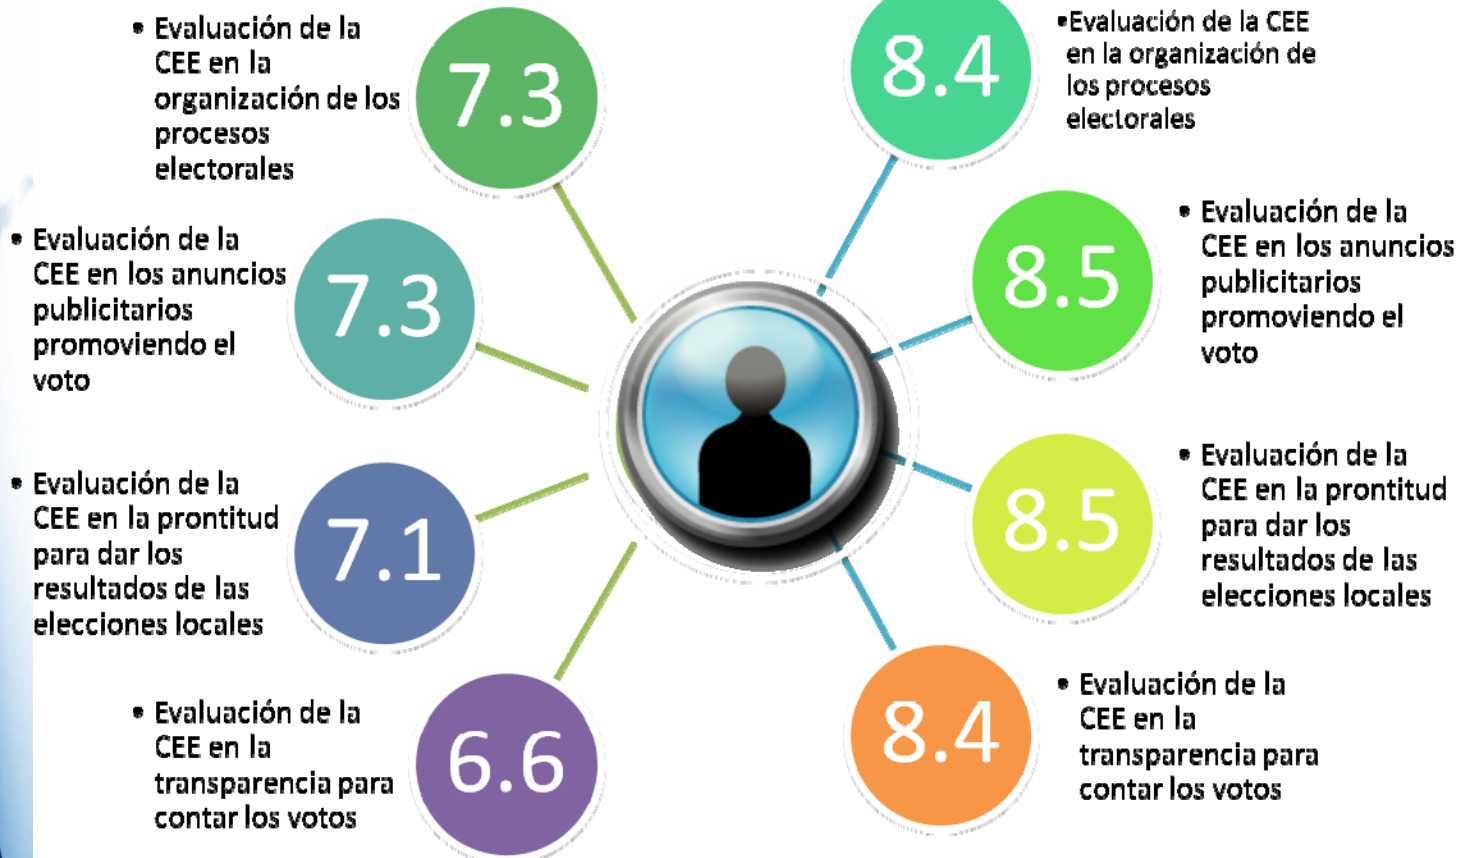 • Evaluación de la
CEE en la
organización de los
procesos
electorales
7.3
• Evaluación de la
CEE en los anuncios
publicitarios
promoviendo el
voto
7.3
• Evaluación de la
CEE en la prontitud
para dar los
resultados de las
elecciones locales
7.1
• Evaluación de la
CEE en la
transparencia para
contar los votos
6.6
8.4
•Evaluación de la CEE
en la organización de
los procesos
electorales
8.5
• Evaluación de la
CEE en los anuncios
publicitarios
promoviendo el
voto
8.5
• Evaluación de la
CEE en la prontitud
para dar los
resultados de las
elecciones locales
8.4
• Evaluación de la
CEE en la
transparencia para
contar los votos